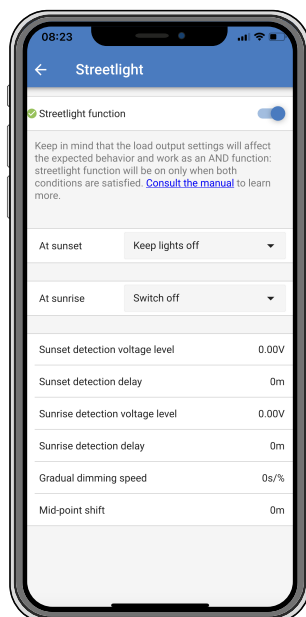 08:23
Streetlight
Streetlight function
Keep in mind that the load output settings will affect
the expected behavior and work as an AND function:
streetlight function will be on only when both
conditions are satisfied. Consult the manual to learn
more.
At sunset Keep lights off
At sunrise Switch off
Sunset detection voltage level 0.00V
Sunset detection delay 0m
Sunrise detection voltage level 0.00V
Sunrise detection delay 0m
Gradual dimming speed 0s/%
Mid-point shift 0m